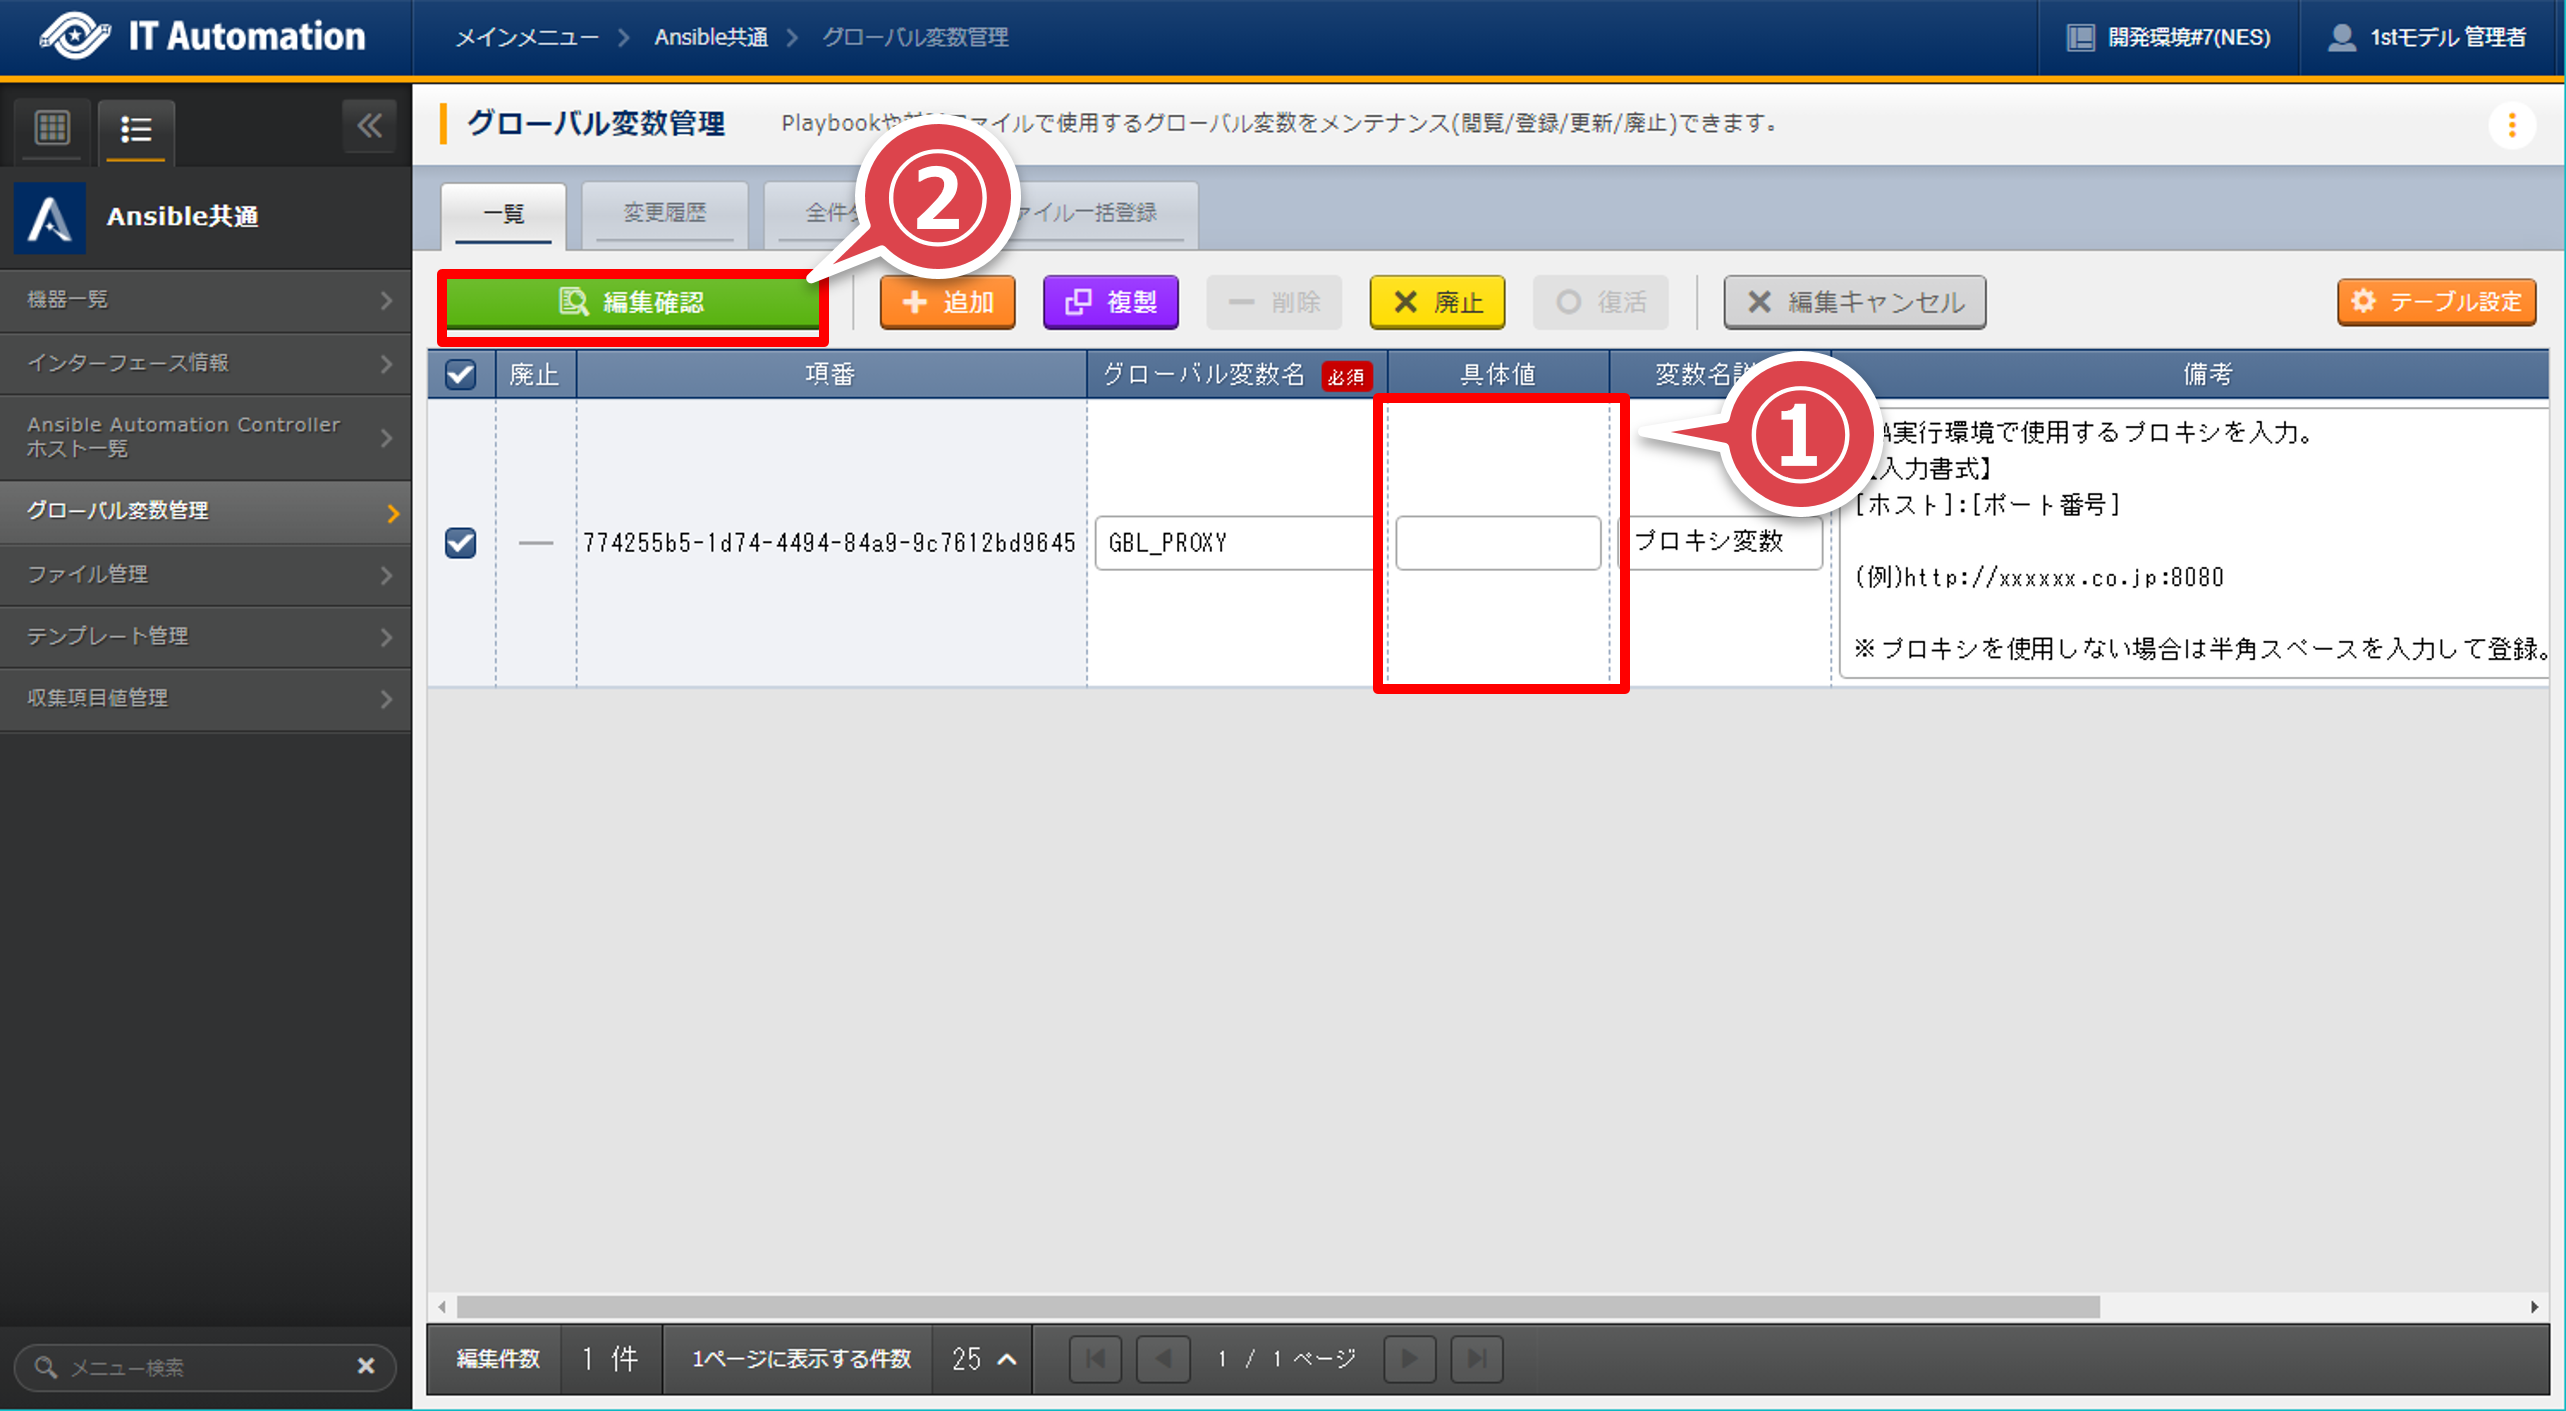 IT Automation
メインメニュー > Ansible共通 > グローバル変数管理
開発環境#7(NES)
1stモデル 管理者
グローバル変数管理
Playbookや
ファイルで使用するグローバル変数をメンテナンス(閲覧/登録/更新/廃止)できます。
Ansible共通
機器一覧
インターフェース情報
Ansible Automation Controller
ホスト一覧
グローバル変数管理
ファイル管理
テンプレート管理
収集項目値管理
メニュー検索
一覧
変更履歴
全件
イル一括登録
②
編集確認
追加
複製
削除
廃止
復活
編集キャンセル
テーブル設定
廃止
項番
グローバル変数名 必須
具体値
変数名
備考
①
774255b5-1d74-4494-84a9-9c7612bd9645
GBL_PROXY
プロキシ変数
実行環境で使用するプロキシを入力。
入力書式】
[ホスト]:[ポート番号]
(例)http://xxxxxx.co.jp:8080
※プロキシを使用しない場合は半角スペースを入力して登録。
編集件数 1 件
1ページに表示する件数 25
1 / 1 ページ